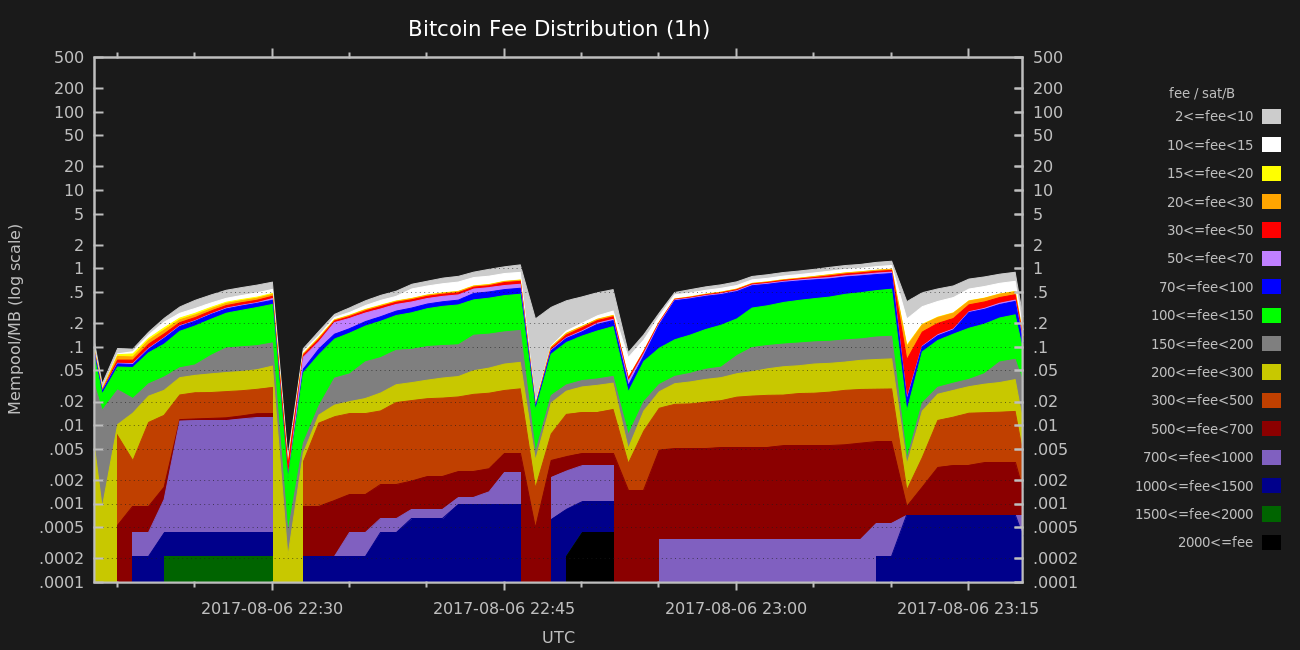 Bitcoin Fee Distribution (1h)
500
200
100
50
20
10
5
2
1
.5
.2
.1
.05
.02
.01
.005
.002
.001
.0005
.0002
.0001
Mempool/MB (log scale)
500
200
100
50
20
10
5
2
1
.5
.2
.1
.05
.02
.01
.005
.002
.001
.0005
.0002
.0001
2017-08-06 22:30
2017-08-06 22:45
2017-08-06 23:00
2017-08-06 23:15
UTC
fee / sat/B
2<=fee<10
10<=fee<15
15<=fee<20
20<=fee<30
30<=fee<50
50<=fee<70
70<=fee<100
100<=fee<150
150<=fee<200
200<=fee<300
300<=fee<500
500<=fee<700
700<=fee<1000
1000<=fee<1500
1500<=fee<2000
2000<=fee